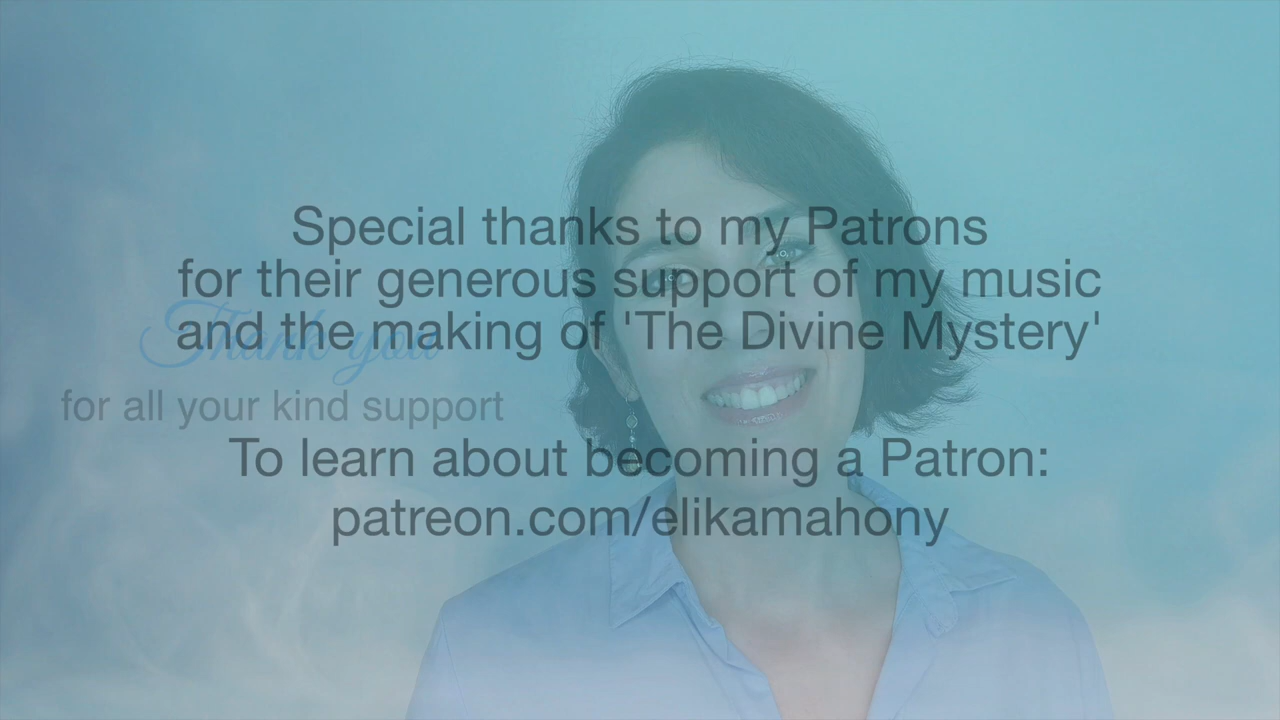 Special thanks to my Patrons
for their generous support of my music
and the making of 'The Divine Mystery'
Thank you
for all your kind support
To learn about becoming a Patron:
patreon.com/elikamahony